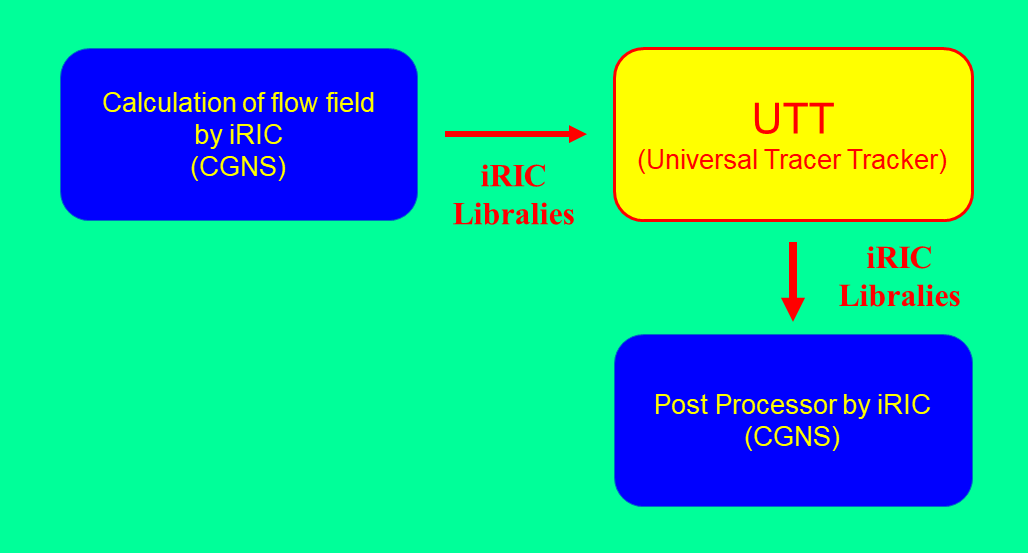 Calculation of flow field
by iRIC
(CGNS)
iRIC
Libralies
UTT
(Universal Tracer Tracker)
iRIC
Libralies
Post Processor by iRIC
(CGNS)